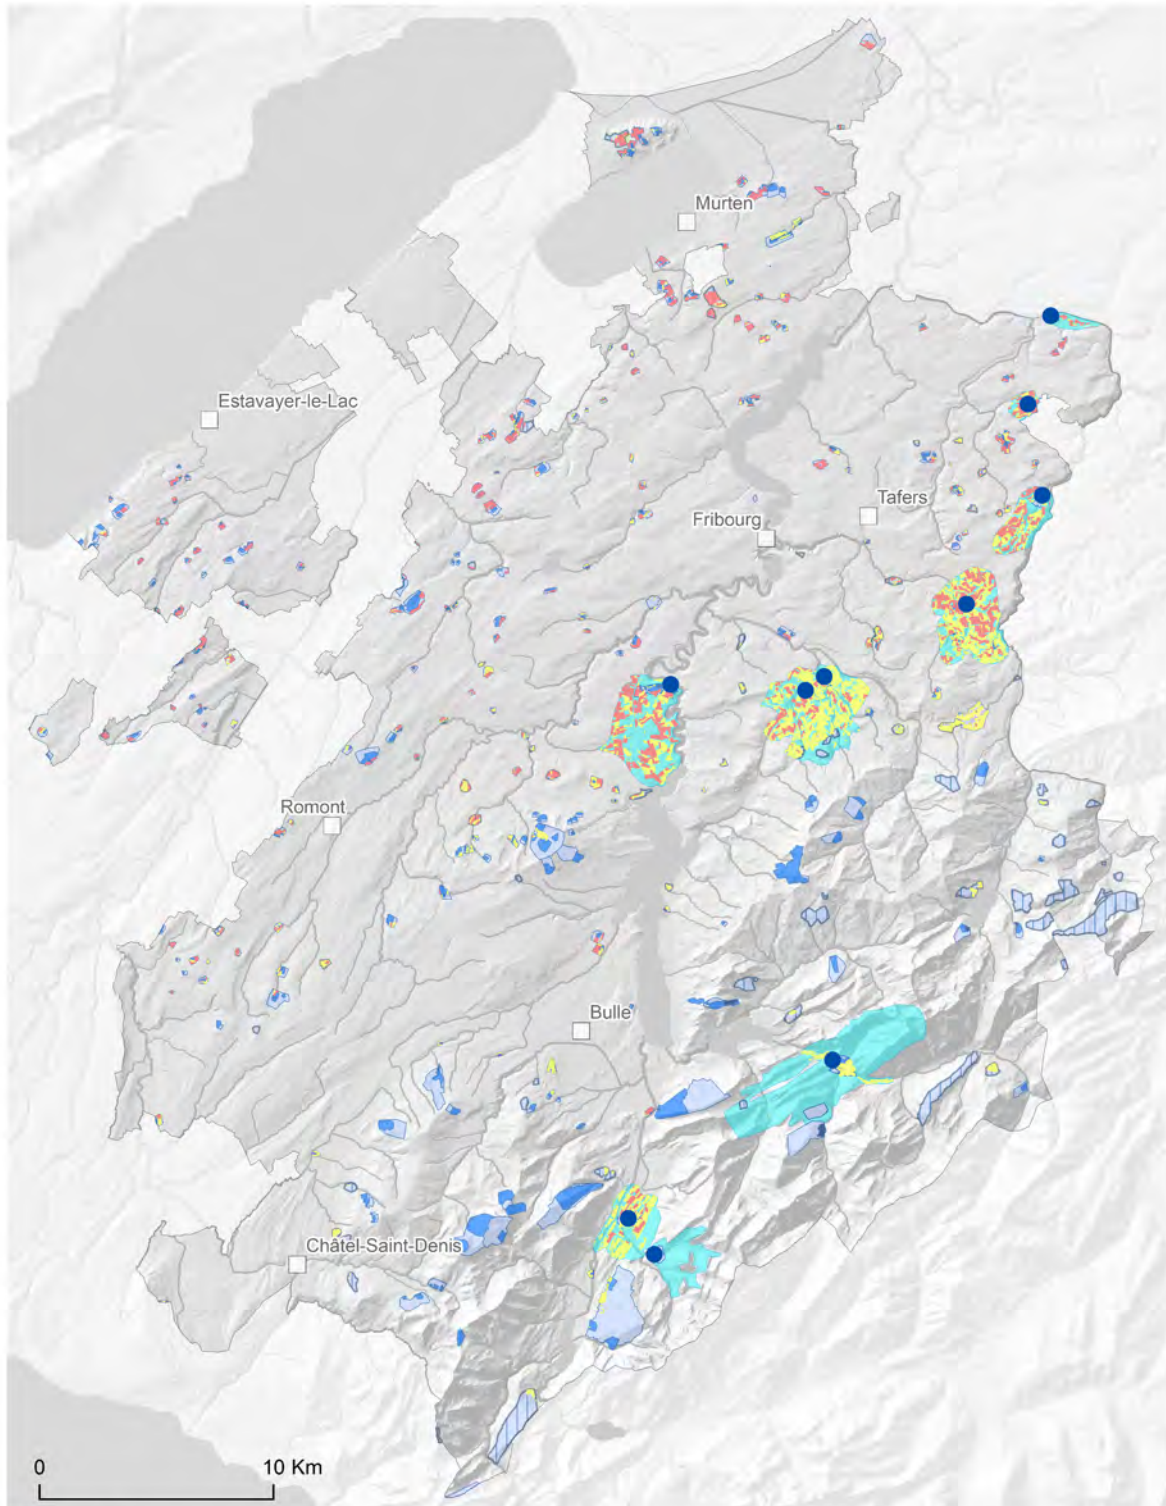 Murten
Estavayer-le-Lac
Tafers
Fribourg
Romont
Bulle
Châtel-Saint-Denis
0 10 Km